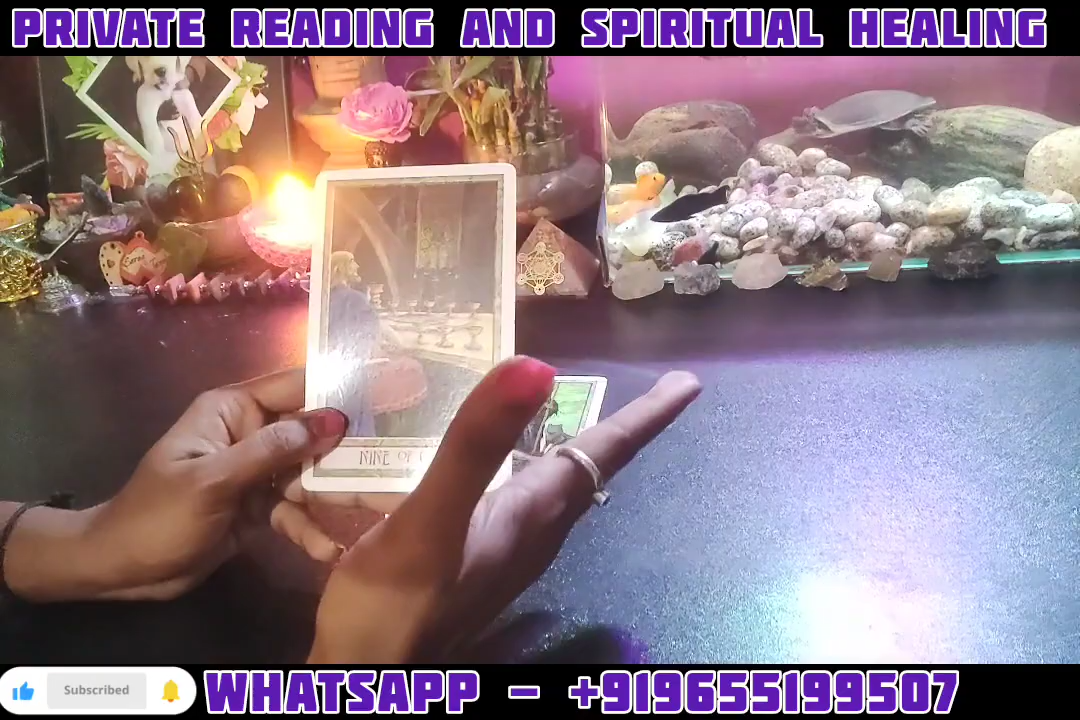 PRIVATE READING AND SPIRITUAL HEALING
NINE OF
Subscribed
WHATSAPP - +919655199507